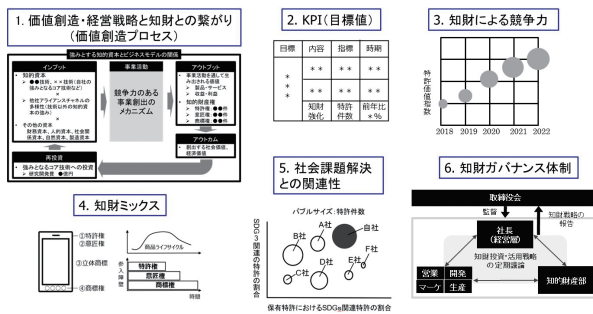 1. 価値創造・経営戦略と知財との繋がり
(価値創造プロセス)
強みとする知的資本とビジネスモデルの関係
インプット
・知的資本
➢ ●●技術、××技術(自社の
強みとなるコア技術など)
×
➢ 他社アライアンスチャネルの
多様性(技術以外の知的資
本の強み)
×
・その他の資本
財務資本、人的資本、社会関
係資本、自然資本、製造資本
事業活動
競争力のある
事業創出の
メカニズム
アウトプット
・事業活動を通して生
み出される価値
➢ 製品・サービス
➢ 収益・利益
・知的財産権
➢ 特許権 ●●件
➢ 意匠権 ●●件
➢ 商標権 ●●件
アウトカム
・創出する社会価値、
経済価値
再投資
・強みとなるコア技術への投資
➢ 研究開発費 ●億円
2. KPI(目標値)
目標 内容 指標 時期
* * * * * *
*
* * * * * * *
*
知財
強化 特許
件数 前年比
*%
3. 知財による競争力
特許価値指数
2018 2019 2020 2021 2022
4. 知財ミックス
①特許権
②意匠権
③立体商標
④商標権
商品ライフサイクル
参入障壁
特許権
意匠権
商標権
時間
5. 社会課題解決
との関連性
バブルサイズ:特許件数
SDG3関連の特許の割合
A社
B社
自社
F社
C社
D社
E社
保有特許におけるSDG8関連特許の割合
6. 知財ガバナンス体制
取締役会
監督
知財戦略の
報告
社長
(経営層)
知財投資・活用戦略
の定期議論
営業 開発
マーケ 生産
知的財産部